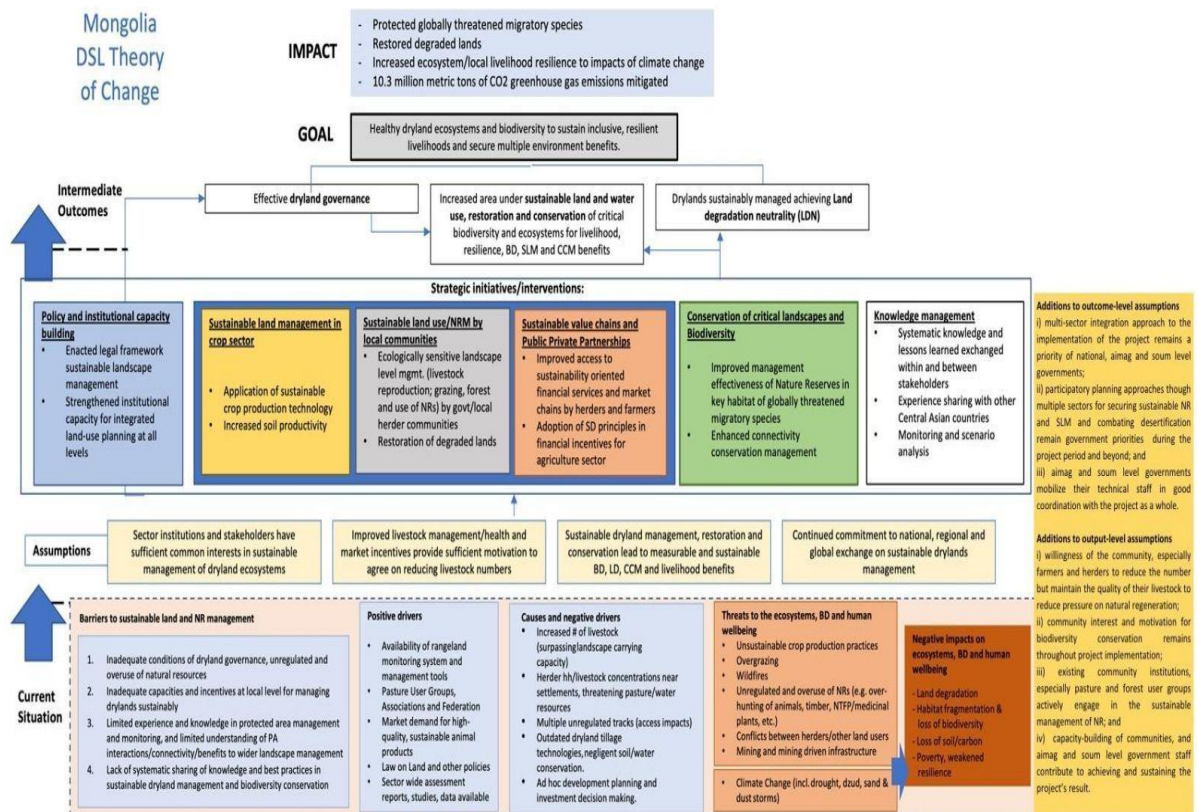 Mongolia
DSL Theory
of Change
IMPACT
- Protected globally threatened migratory species
- Restored degraded lands
- Increased ecosystem/local livelihood resilience to impacts of climate change
- 10.3 million metric tons of CO2 greenhouse gas emissions mitigated
GOAL
Healthy dryland ecosystems and biodiversity to sustain inclusive, resilient
livelihoods and secure multiple environment benefits.
Intermediate
Outcomes
Effective dryland governance
Increased area under sustainable land and water
use, restoration and conservation of critical
biodiversity and ecosystems for livelihood,
resilience, BD, SLM and CCM benefits
Drylands sustainably managed achieving Land
degradation neutrality (LDN)
Strategic initiatives/interventions:
Policy and institutional capacity
building
• Enacted legal framework
sustainable landscape
management
• Strengthened institutional
capacity for integrated
land-use planning at all
levels
Sustainable land management in
crop sector
• Application of sustainable
crop production technology
• Increased soil productivity
Sustainable land use/NRM by
local communities
• Ecologically sensitive landscape
level mgmt. (livestock
reproduction; grazing, forest
and use of NRs) by govt/local
herder communities
• Restoration of degraded lands
Sustainable value chains and
Public Private Partnerships
• Improved access to
sustainability oriented
financial services and market
chains by herders and farmers
• Adoption of SD principles in
financial incentives for
agriculture sector
Conservation of critical landscapes and
Biodiversity
• Improved management
effectiveness of Nature Reserves in
key habitat of globally threatened
migratory species
• Enhanced connectivity
conservation management
Knowledge management
• Systematic knowledge and
lessons learned exchanged
within and between
stakeholders
• Experience sharing with other
Central Asian countries
• Monitoring and scenario
analysis
Additions to outcome-level assumptions
i) multi-sector integration approach to the
implementation of the project remains a
priority of national, aimag and soum level
governments;
ii) participatory planning approaches though
multiple sectors for securing sustainable NR
and SLM and combating desertification
remain government priorities during the
project period and beyond; and
iii) aimag and soum level governments
mobilize their technical staff in good
coordination with the project as a whole.
Additions to output-level assumptions
i) willingness of the community, especially
farmers and herders to reduce the number
but maintain the quality of their livestock to
reduce pressure on natural regeneration;
ii) community interest and motivation for
biodiversity conservation remains
throughout project implementation;
iii) existing community institutions,
especially pasture and forest user groups
actively engage in the sustainable
management of NR; and
iv) capacity-building of communities, and
aimag and soum level government staff
contribute to achieving and sustaining the
project's result.
Assumptions
Sector institutions and stakeholders have
sufficient common interests in sustainable
management of dryland ecosystems
Improved livestock management/health and
market incentives provide sufficient motivation to
agree on reducing livestock numbers
Sustainable dryland management, restoration and
conservation lead to measurable and sustainable
BD, LD, CCM and livelihood benefits
Continued commitment to national, regional and
global exchange on sustainable drylands
management
Current
Situation
Barriers to sustainable land and NR management
1. Inadequate conditions of dryland governance, unregulated and
overuse of natural resources
2. Inadequate capacities and incentives at local level for managing
drylands sustainably
3. Limited experience and knowledge in protected area management
and monitoring, and limited understanding of PA
interactions/connectivity/benefits to wider landscape management
4. Lack of systematic sharing of knowledge and best practices in
sustainable dryland management and biodiversity conservation
Positive drivers
• Availability of rangeland
monitoring system and
management tools
• Pasture User Groups,
Associations and Federation
• Market demand for high-
quality, sustainable animal
products
• Law on Land and other policies
• Sector wide assessment
reports, studies, data available
Causes and negative drivers
• Increased # of livestock
(surpassing landscape carrying
capacity)
• Herder hh/livestock concentrations near
settlements, threatening pasture/water
resources
• Multiple unregulated tracks (access impacts)
• Outdated dryland tillage
technologies, negligent soil/water
conservation.
• Ad hoc development planning and
investment decision making.
Threats to the ecosystems, BD and human
wellbeing
• Unsustainable crop production practices
• Overgrazing
• Wildfires
• Unregulated and overuse of NRs (e.g. over-
hunting of animals, timber, NTFP/medicinal
plants, etc.)
• Conflicts between herders/other land users
• Mining and mining driven infrastructure
• Climate Change (incl. drought, dzud, sand &
dust storms)
Negative impacts on
ecosystems, BD and human
wellbeing
- Land degradation
- Habitat fragmentation &
loss of biodiversity
- Loss of soil/carbon
- Poverty, weakened
resilience